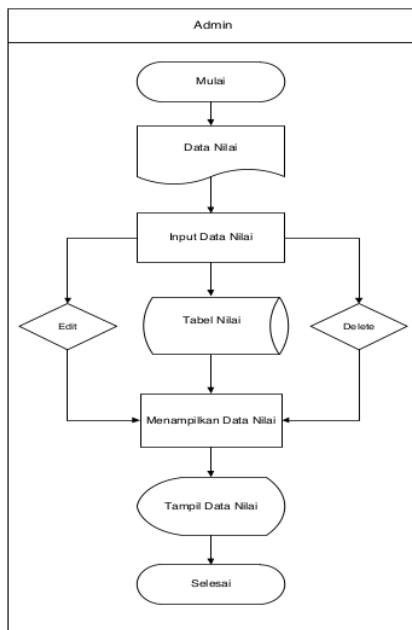 Admin
Mulai
Data Nilai
Input Data Nilai
Edit
Tabel Nilai
Delete
Menampilkan Data Nilai
Tampil Data Nilai
Selesai